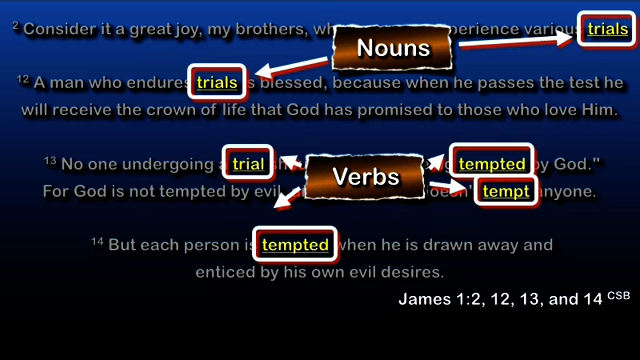 2 Consider it a great joy, my brothers, wh perience various trials
Nouns
12 A man who endures trials s blessed, because when he passes the test he
will receive the crown of life that God has promised to those who love Him.
13 No one undergoing a trial tempted by God."
Verbs
For God is not tempted by evil, oesn' tempt anyone.
14 But each person is tempted when he is drawn away and
enticed by his own evil desires.
James 1:2, 12, 13, and 14 CSB